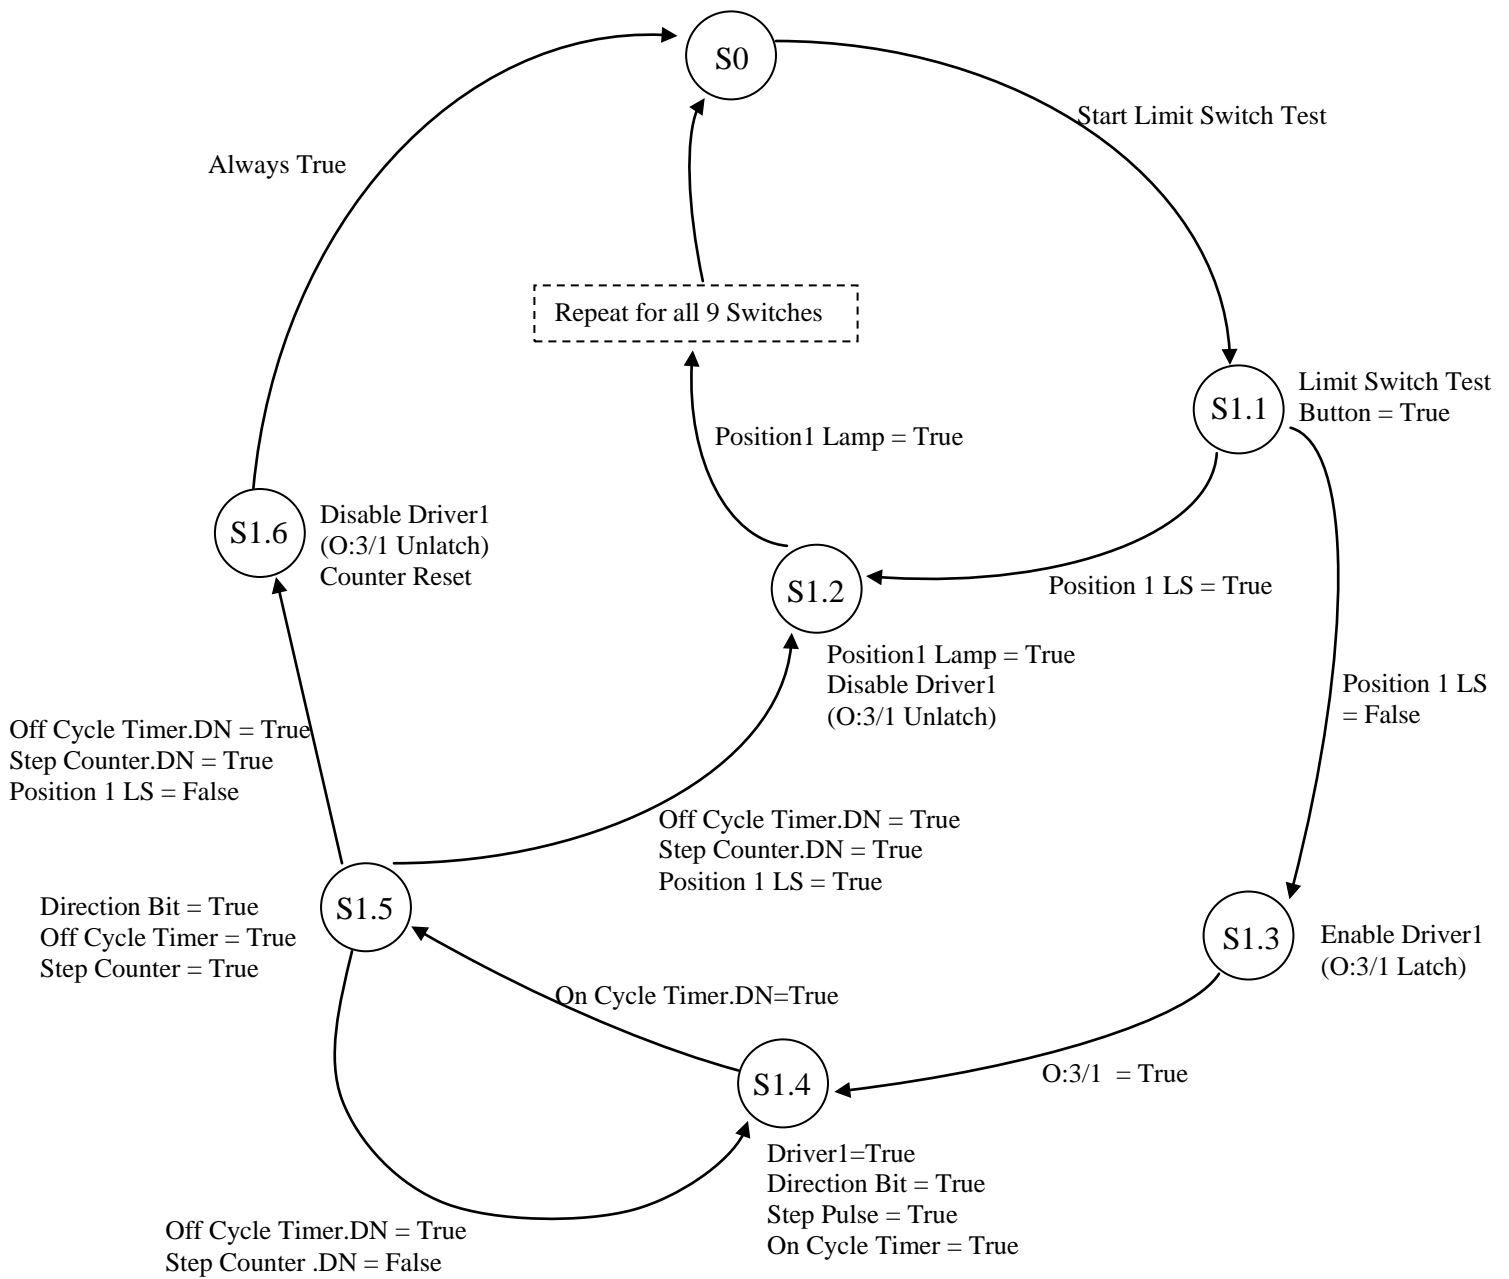 S0
Start Limit Switch Test
Always True
Repeat for all 9 Switches
Limit Switch Test
Button = True
S1.1
Position1 Lamp = True
S1.6
Disable Driver1
(O:3/1 Unlatch)
Counter Reset
S1.2
Position 1 LS = True
Position1 Lamp = True
Disable Driver1
(O:3/1 Unlatch)
Position 1 LS
= False
Off Cycle Timer.DN = True
Step Counter.DN = True
Position 1 LS = False
Off Cycle Timer.DN = True
Step Counter.DN = True
Position 1 LS = True
Direction Bit = True
Off Cycle Timer = True
Step Counter = True
S1.5
S1.3
Enable Driver1
(O:3/1 Latch)
On Cycle Timer.DN=True
O:3/1  = True
S1.4
Driver1=True
Direction Bit = True
Step Pulse = True
On Cycle Timer = True
Off Cycle Timer.DN = True
Step Counter .DN = False